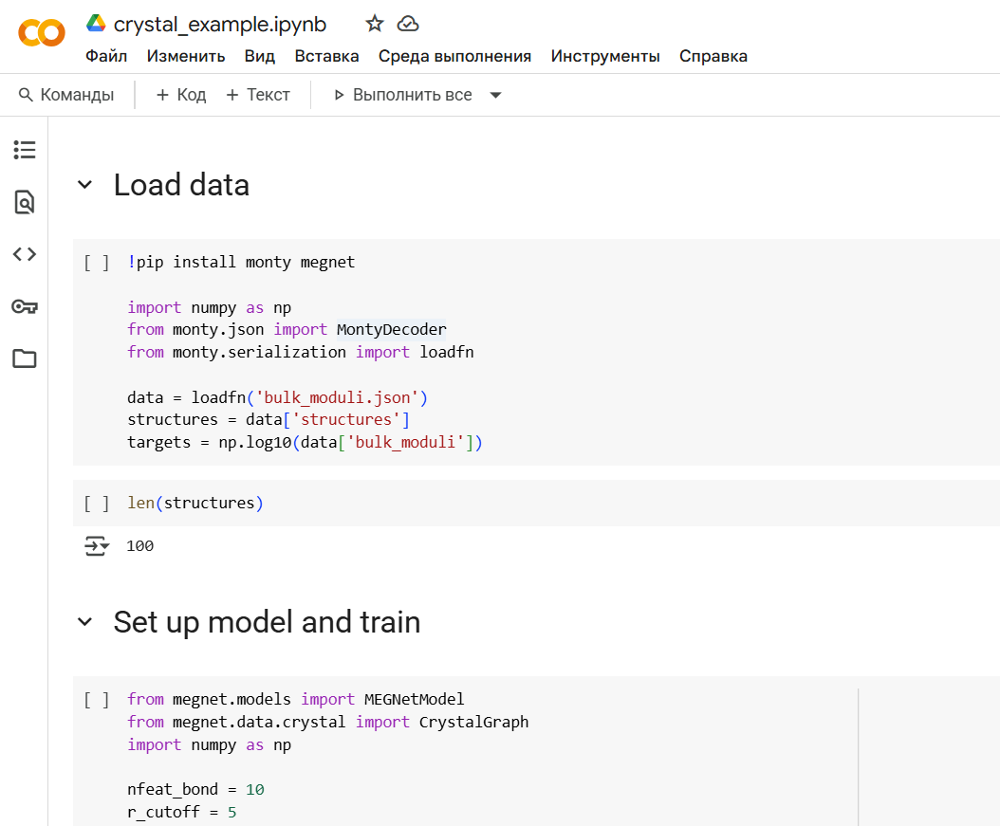 crystal_example.ipynb
Файл Изменить Вид Вставка Среда выполнения Инструменты Справка
Команды + Код + Текст Выполнить все
Load data
[ ] !pip install monty megnet
import numpy as np
from monty.json import MontyDecoder
from monty.serialization import loadfn
data = loadfn('bulk_moduli.json')
structures = data['structures']
targets = np.log10(data['bulk_moduli'])
[ ] len(structures)
100
Set up model and train
[ ] from megnet.models import MEGNetModel
from megnet.data.crystal import CrystalGraph
import numpy as np
nfeat_bond = 10
r_cutoff = 5